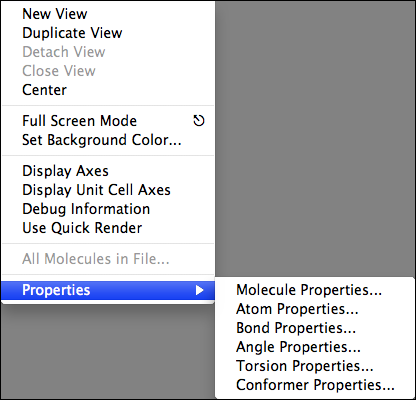 New View
Duplicate View
Detach View
Close View
Center
Full Screen Mode
Set Background Color...
Display Axes
Display Unit Cell Axes
Debug Information
Use Quick Render
All Molecules in File...
Properties
Molecule Properties...
Atom Properties...
Bond Properties...
Angle Properties...
Torsion Properties...
Conformer Properties...